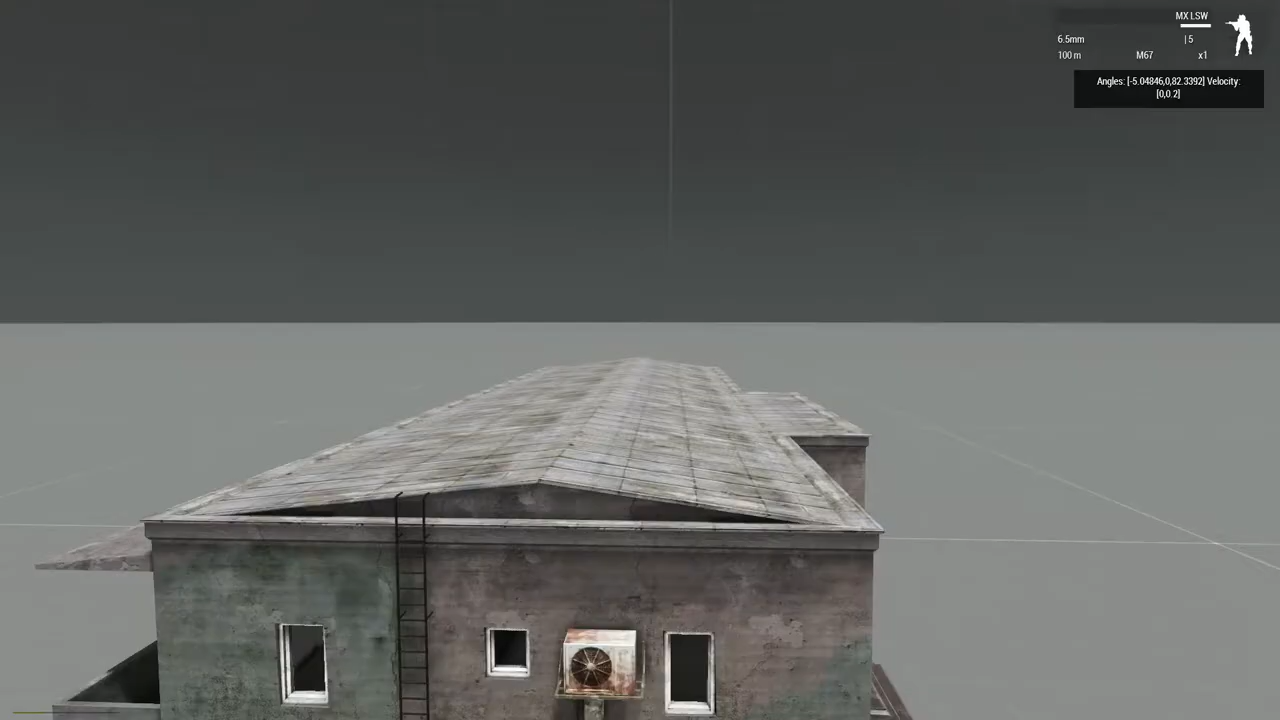 MX LSW
6.5mm | 5
100 m M67 x1
Angles: [-5.04846,0,82.3392] Velocity:
[0,0.2]